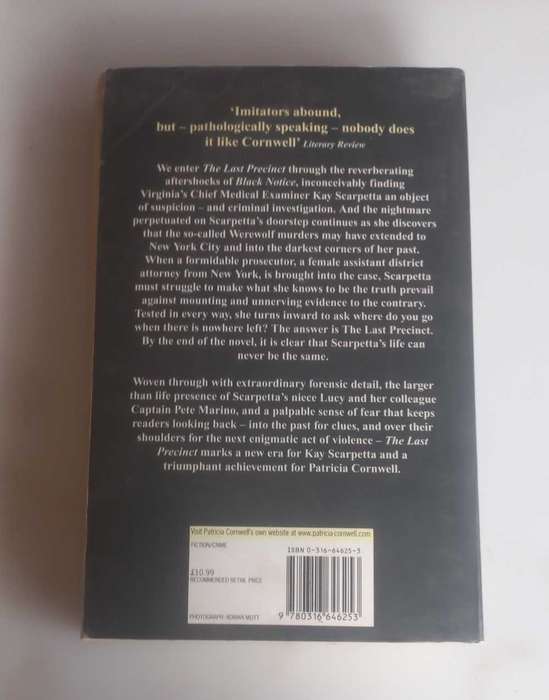 ‘Imitators abound,
but – pathologically speaking – nobody does
it like Cornwell’ Literary Review
We enter The Last Precinct through the reverberating
aftershocks of Black Notice, inconceivably finding
Virginia's Chief Medical Examiner Kay Scarpetta an object
of suspicion – and criminal investigation. And the nightmare
perpetuated on Scarpetta's doorstep continues as she discovers
that the so-called Werewolf murders may have extended to
New York City and into the darkest corners of her past.
When a formidable prosecutor, a female assistant district
attorney from New York, is brought into the case, Scarpetta
must struggle to make what she knows to be the truth prevail
against mounting and unnerving evidence to the contrary.
Tested in every way, she turns inward to ask where do you go
when there is nowhere left? The answer is The Last Precinct.
By the end of the novel, it is clear that Scarpetta's life can
never be the same.
Woven through with extraordinary forensic detail, the larger
than life presence of Scarpetta's niece Lucy and her colleague
Captain Pete Marino, and a palpable sense of fear that keeps
readers looking back – into the past for clues, and over their
shoulders for the next enigmatic act of violence – The Last
Precinct marks a new era for Kay Scarpetta and a
triumphant achievement for Patricia Cornwell.
Visit Patricia Cornwell's own website at www.patricia-cornwell.com
FICTION/CRIME
ISBN 0-316-64625-3
£10.99
RECOMMENDED RETAIL PRICE
PHOTOGRAPH:
9 780316 646253